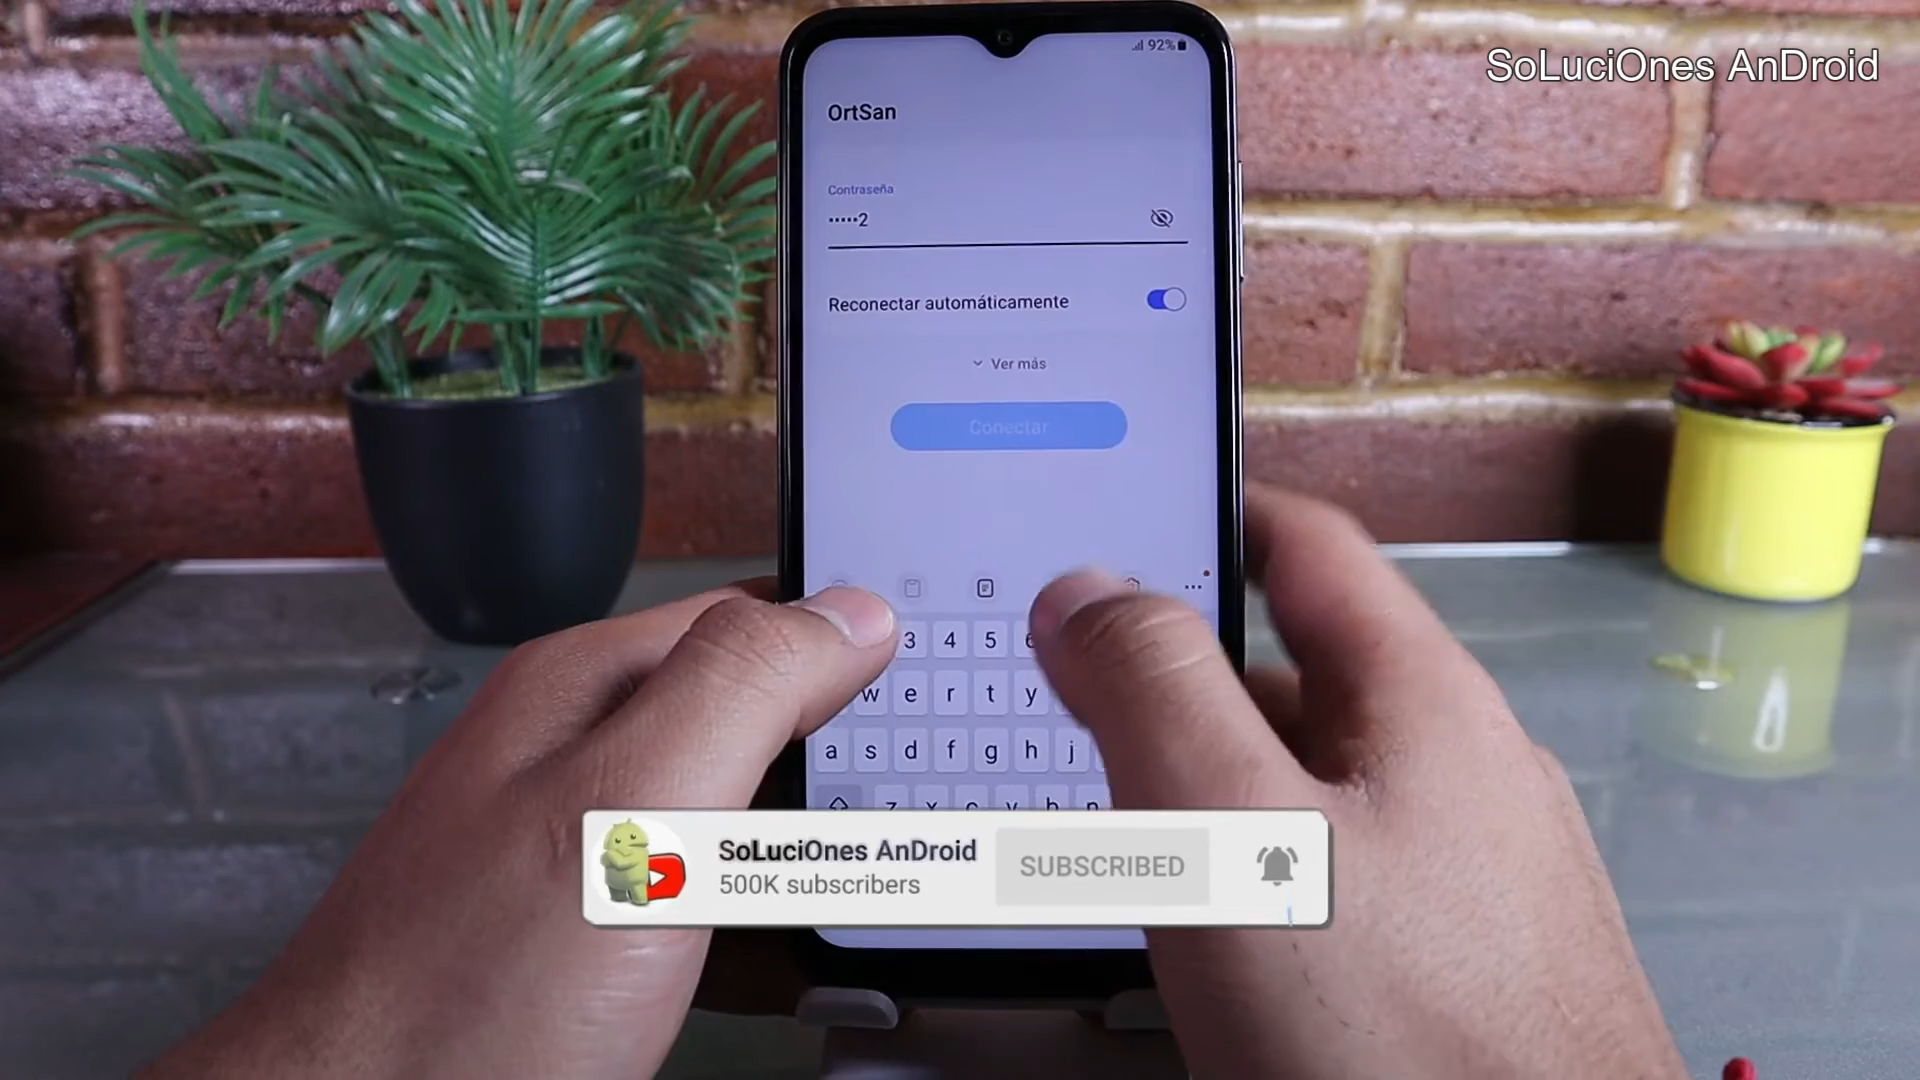 SoLuciOnes AnDroid
92%
OrtSan
Contraseña
•••••2
Reconectar automáticamente
Ver más
Conectar
3 4 5 6
w e r t y
a s d f g h j
z x c v b n
SoLuciOnes AnDroid
500K subscribers
SUBSCRIBED